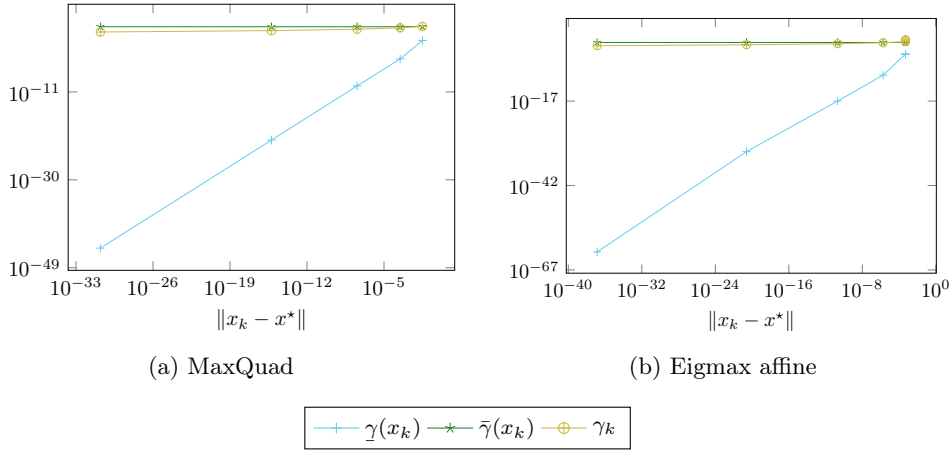 10^{-11}
10^{-30}
10^{-49}
10^{-33} 10^{-26} 10^{-19} 10^{-12} 10^{-5}
‖x_k − x^⋆‖
(a) MaxQuad
10^{-17}
10^{-42}
10^{-67}
10^{-40} 10^{-32} 10^{-24} 10^{-16} 10^{-8} 10^0
‖x_k − x^⋆‖
(b) Eigmax affine
γ̲(x_k) γ̄(x_k) γ_k